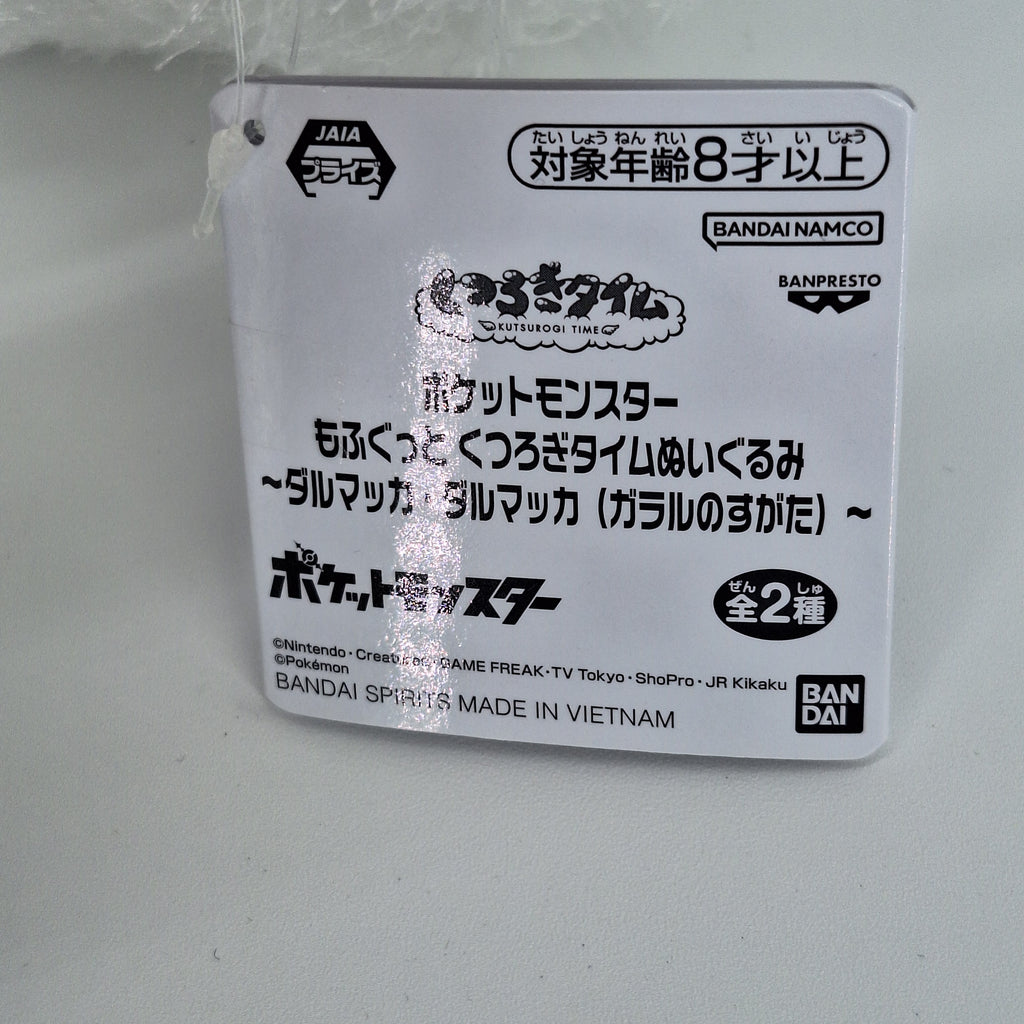 JAIA
プライズ
たいしょうねんれい さい いじょう
対象年齢8才以上
BANDAI NAMCO
BANPRESTO
くつろぎタイム
KUTSUROGI TIME
ポケットモンスター
もふぐっと くつろぎタイムぬいぐるみ
~ダルマッカ・ダルマッカ（ガラルのすがた）~
ポケットモンスター
ぜん しゅ
全2種
©Nintendo・Creatures・GAME FREAK・TV Tokyo・ShoPro・JR Kikaku
©Pokémon
BANDAI SPIRITS MADE IN VIETNAM
BAN
DAI